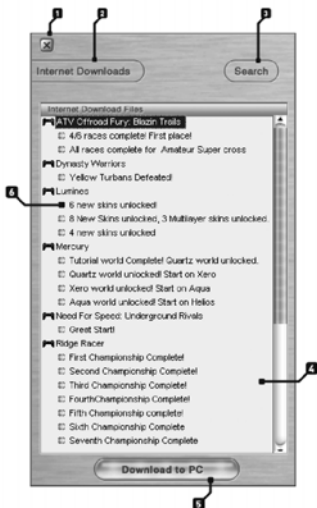 1
2
3
X
Internet Downloads
Search
Internet Download Files
ATV Offroad Fury: Blazin Trails
4/6 races complete! First place!
All races complete for Amateur Super cross
Dynasty Warriors
Yellow Turbans Defeated!
Lumines
6
6 new skins unlocked!
8 New Skins unlocked, 3 Multilayer skins unlocked.
4 new skins unlocked
Mercury
Tutorial world Complete! Quartz world unlocked.
Quartz world unlocked! Start on Xero
Xero world unlocked! Start on Aqua
Aqua world unlocked! Start on Helios
Need For Speed: Underground Rivals
Great Start!
Ridge Racer
First Championship Complete!
Second Championship Complete!
4
Third Championship Complete!
FourthChampionship Complete!
Fifth Championship complete!
Sixth Championship Complete
Seventh Championship Complete
Download to PC
5